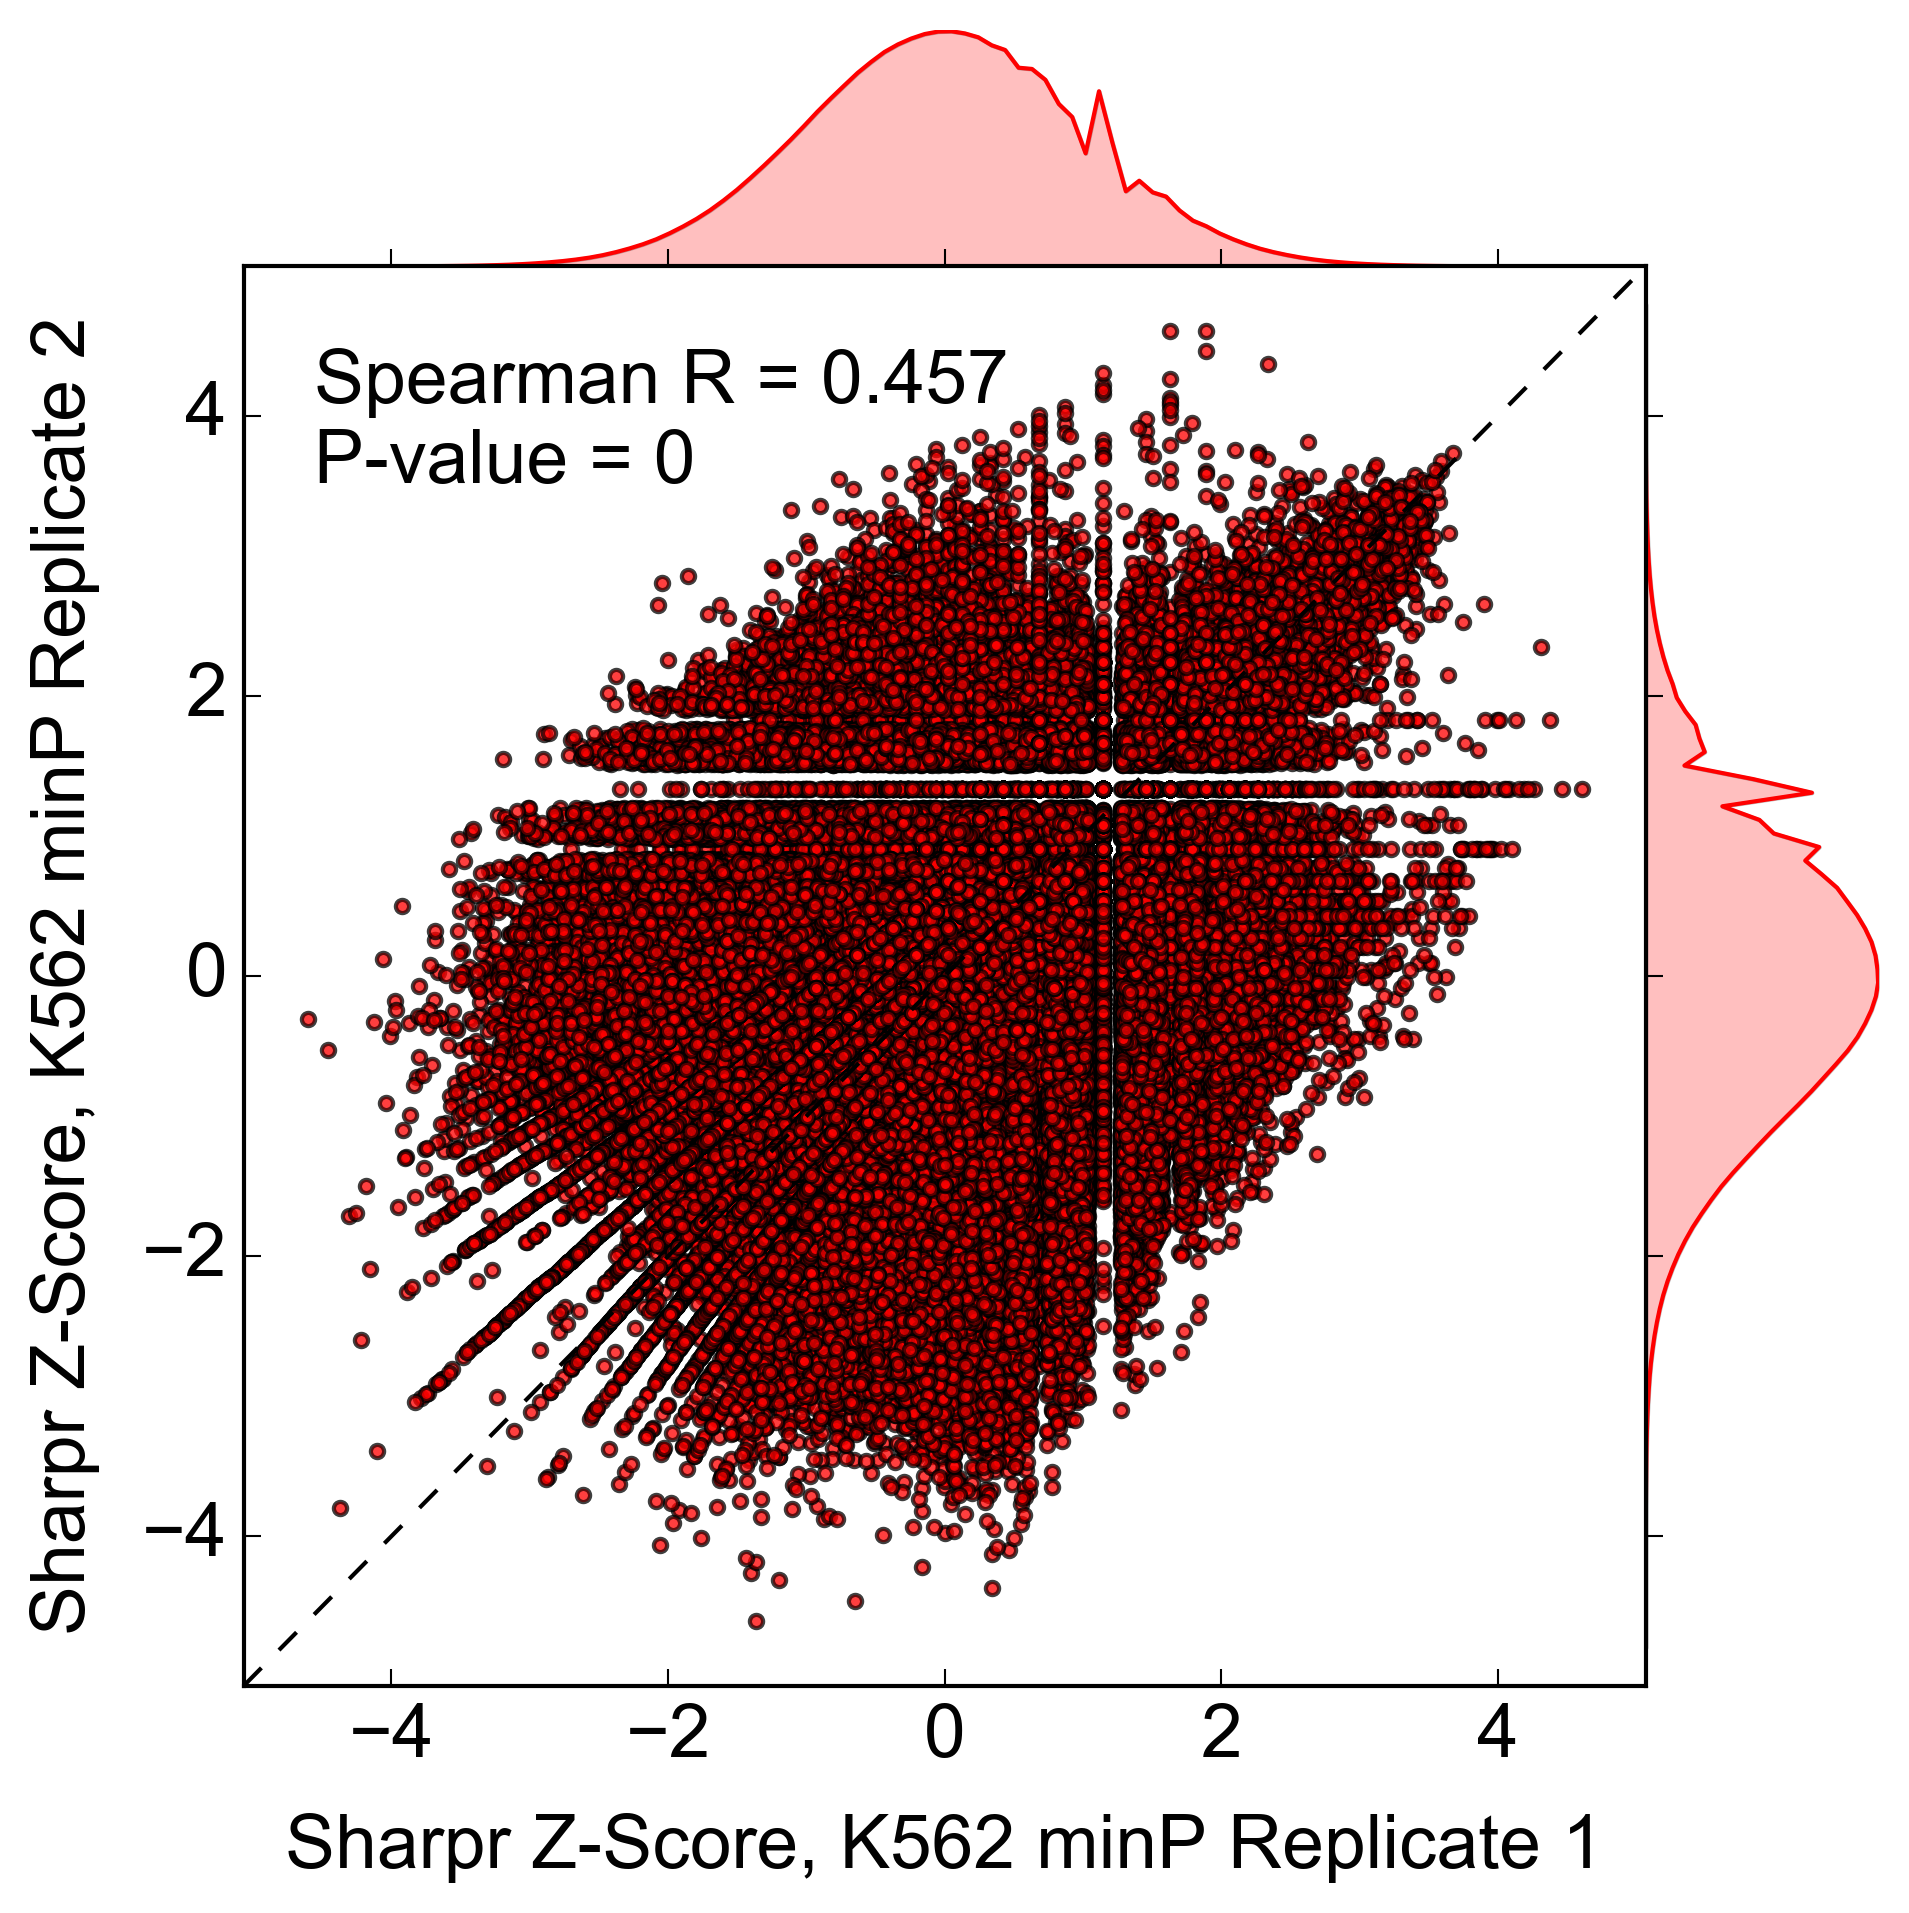 Spearman R = 0.457
P-value = 0
4
2
0
−2
−4
Sharpr Z-Score, K562 minP Replicate 2
−4 −2 0 2 4
Sharpr Z-Score, K562 minP Replicate 1